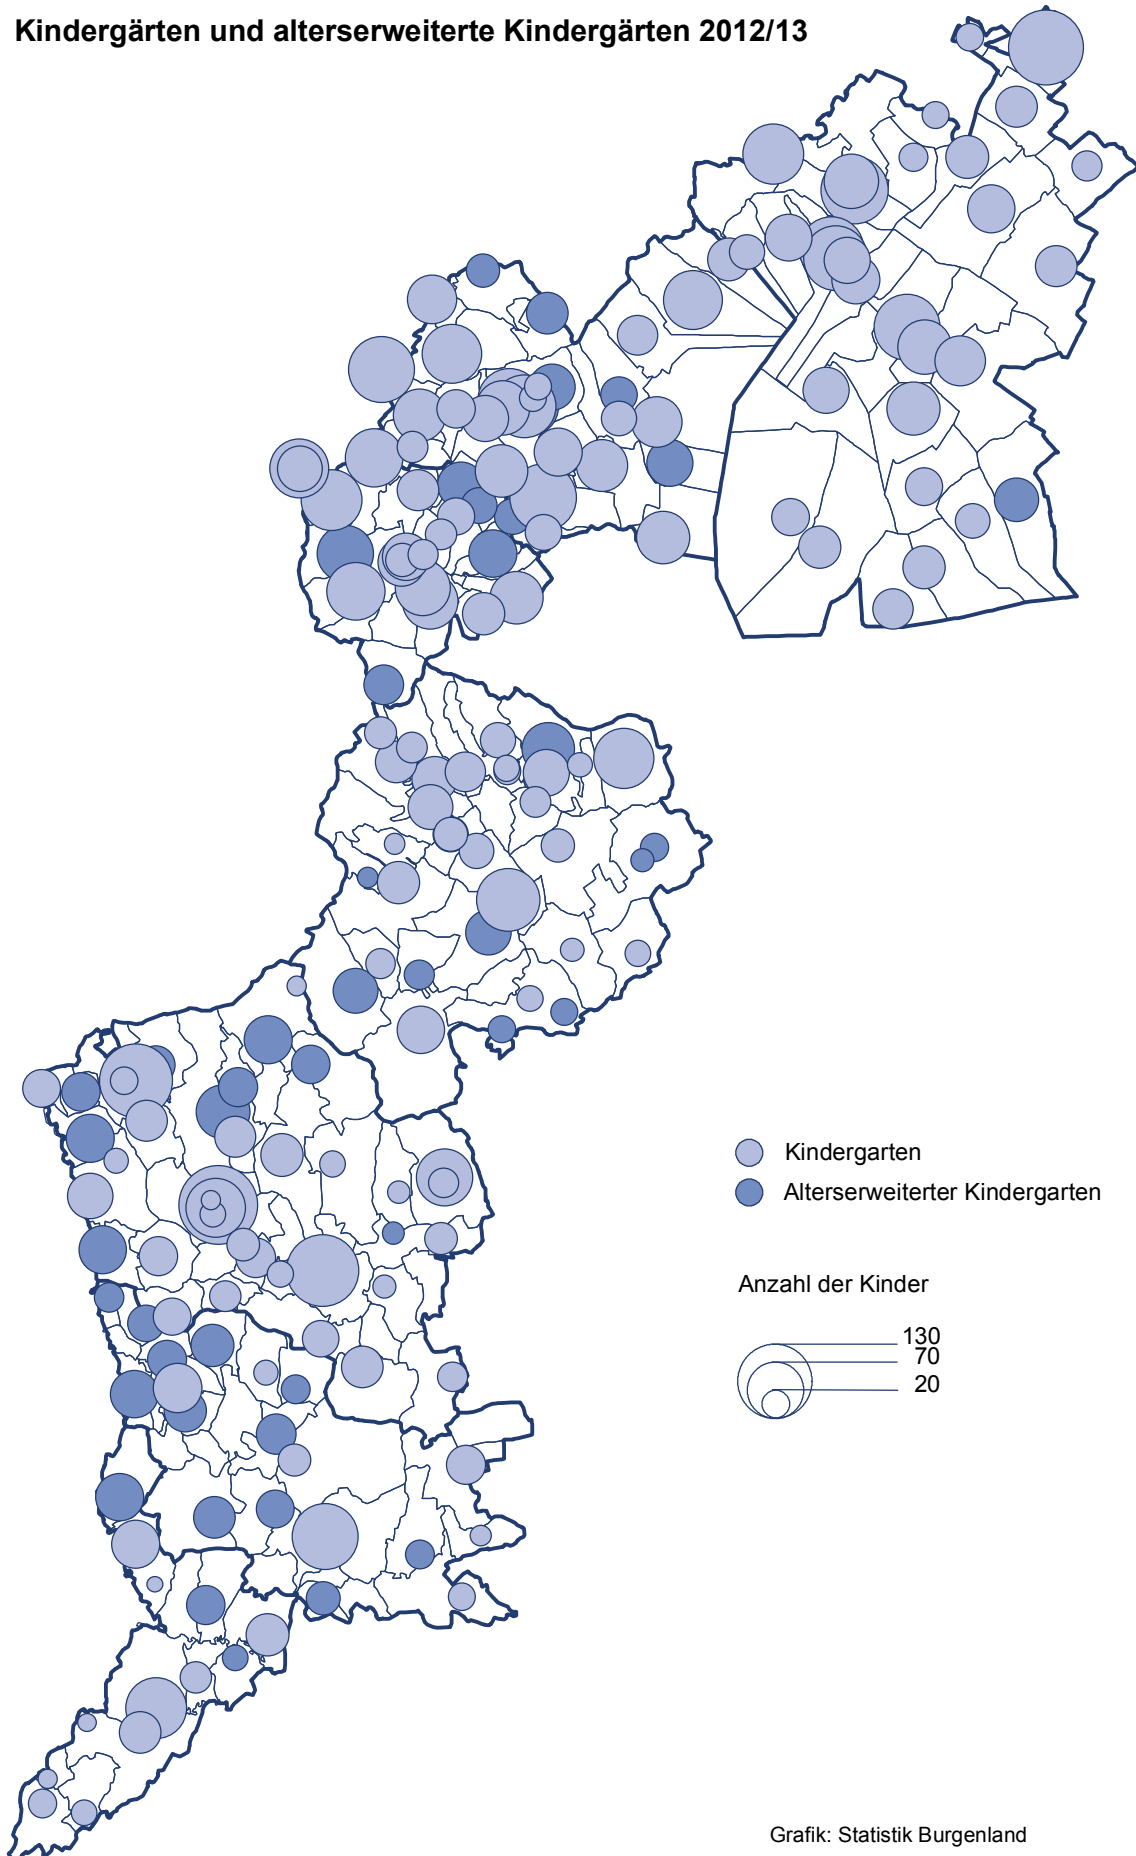 Kindergärten und alterserweiterte Kindergärten 2012/13
Kindergarten
Alterserweiterter Kindergarten
Anzahl der Kinder
130
70
20
Grafik: Statistik Burgenland